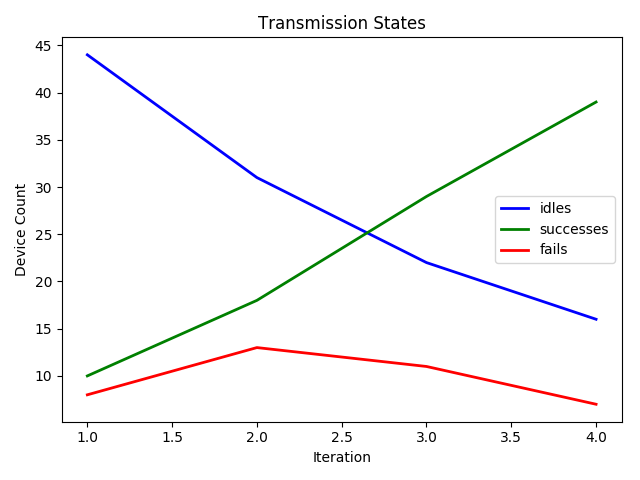 Transmission States
45
40
35
30
25
20
15
10
Device Count
idles
successes
fails
1.0 1.5 2.0 2.5 3.0 3.5 4.0
Iteration